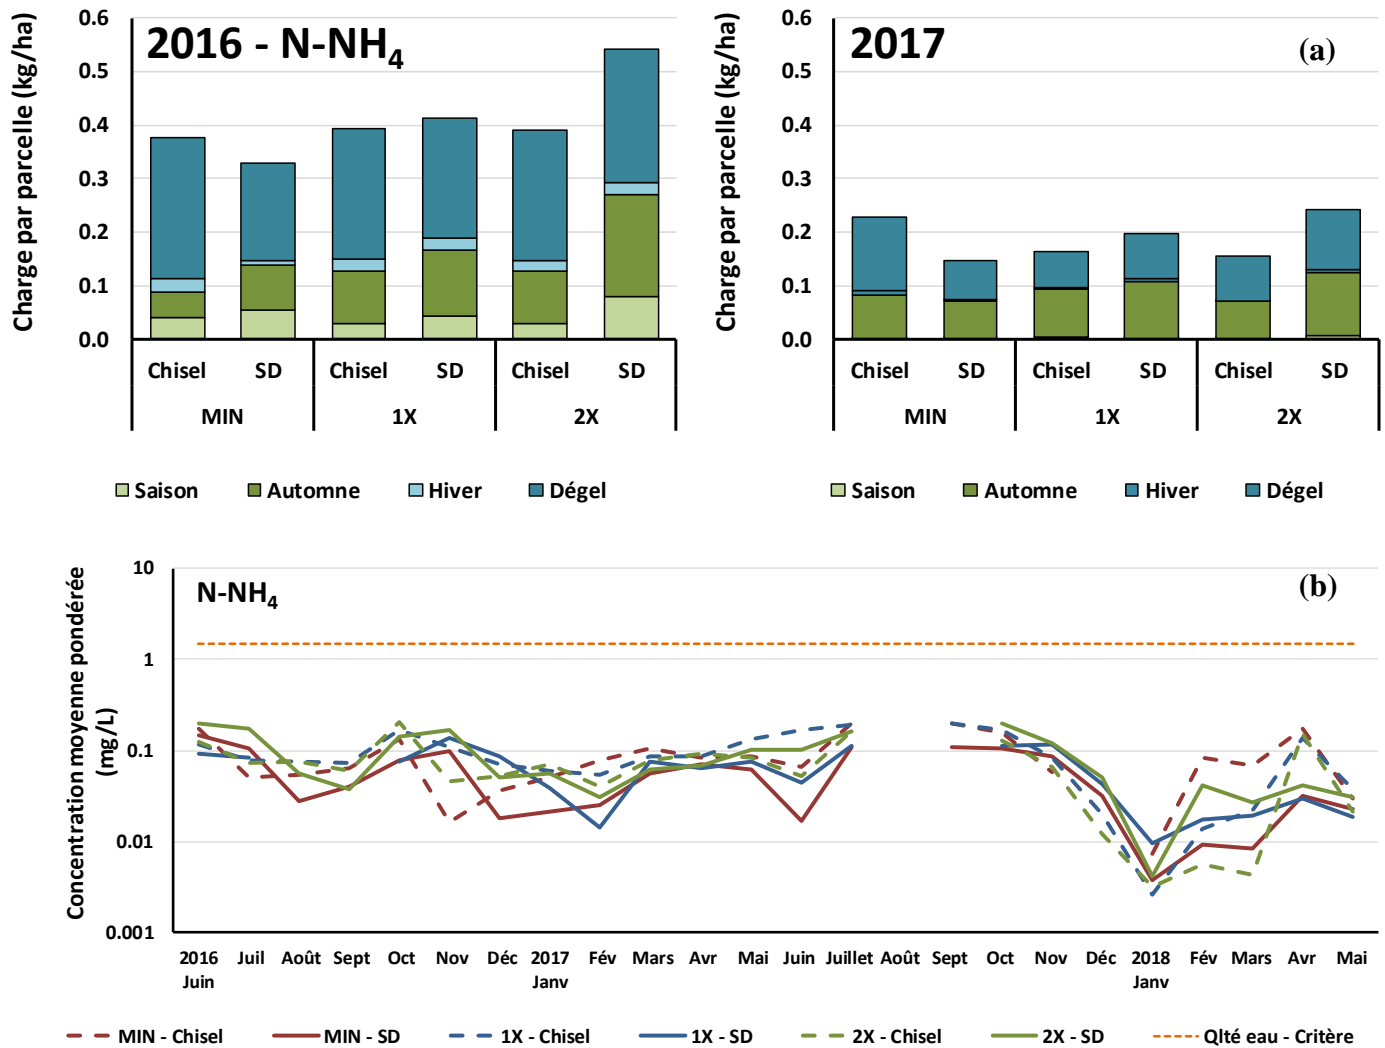 2016 - N-NH4
Charge par parcelle (kg/ha)
0.6
0.5
0.4
0.3
0.2
0.1
0.0
Chisel SD Chisel SD Chisel SD
MIN 1X 2X
Saison Automne Hiver Dégel
2017
(a)
Charge par parcelle (kg/ha)
0.6
0.5
0.4
0.3
0.2
0.1
0.0
Chisel SD Chisel SD Chisel SD
MIN 1X 2X
Saison Automne Hiver Dégel
N-NH4
(b)
Concentration moyenne pondérée
(mg/L)
10
1
0.1
0.01
0.001
2016 Juil Août Sept Oct Nov Déc 2017 Fév Mars Avr Mai Juin Juillet Août Sept Oct Nov Déc 2018 Fév Mars Avr Mai
Juin Janv Janv
MIN - Chisel MIN - SD 1X - Chisel 1X - SD 2X - Chisel 2X - SD Qlté eau - Critère